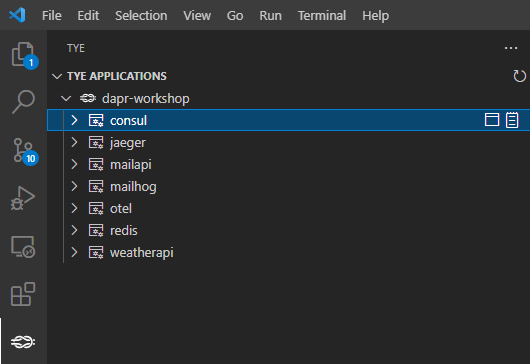 File Edit Selection View Go Run Terminal Help
TYE
TYE APPLICATIONS
dapr-workshop
consul
jaeger
mailapi
mailhog
otel
redis
weatherapi
1
10